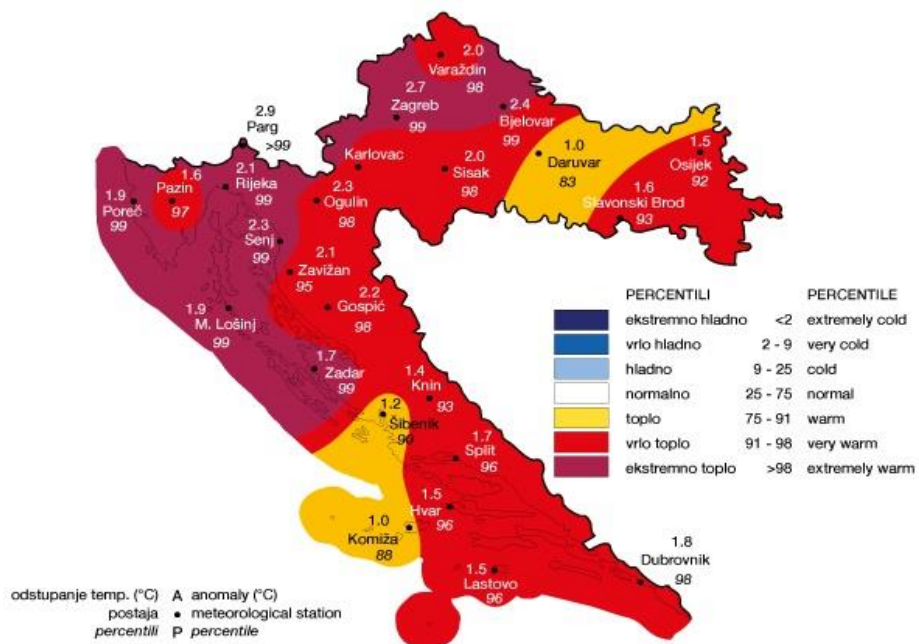 2.0
Varaždin
98
2.7
Zagreb
99
2.4
Bjelovar
99
2.9
Parg
>99
1.0
Daruvar
83
1.5
Osijek
92
Karlovac
2.0
Sisak
98
1.6
Slavonski Brod
93
1.6
Pazin
97
2.1
Rijeka
99
1.9
Poreč
99
2.3
Ogulin
98
2.3
Senj
99
2.1
Zavižan
95
2.2
Gospić
98
1.9
M. Lošinj
99
1.7
Zadar
99
1.4
Knin
93
1.2
Šibenik
90
1.7
Split
96
1.5
Hvar
96
1.0
Komiža
88
1.5
Lastovo
96
1.8
Dubrovnik
98
PERCENTILI PERCENTILE
ekstremno hladno <2 extremely cold
vrlo hladno 2 - 9 very cold
hladno 9 - 25 cold
normalno 25 - 75 normal
toplo 75 - 91 warm
vrlo toplo 91 - 98 very warm
ekstremno toplo >98 extremely warm
odstupanje temp. (°C) A anomaly (°C)
postaja • meteorological station
percentili P percentile